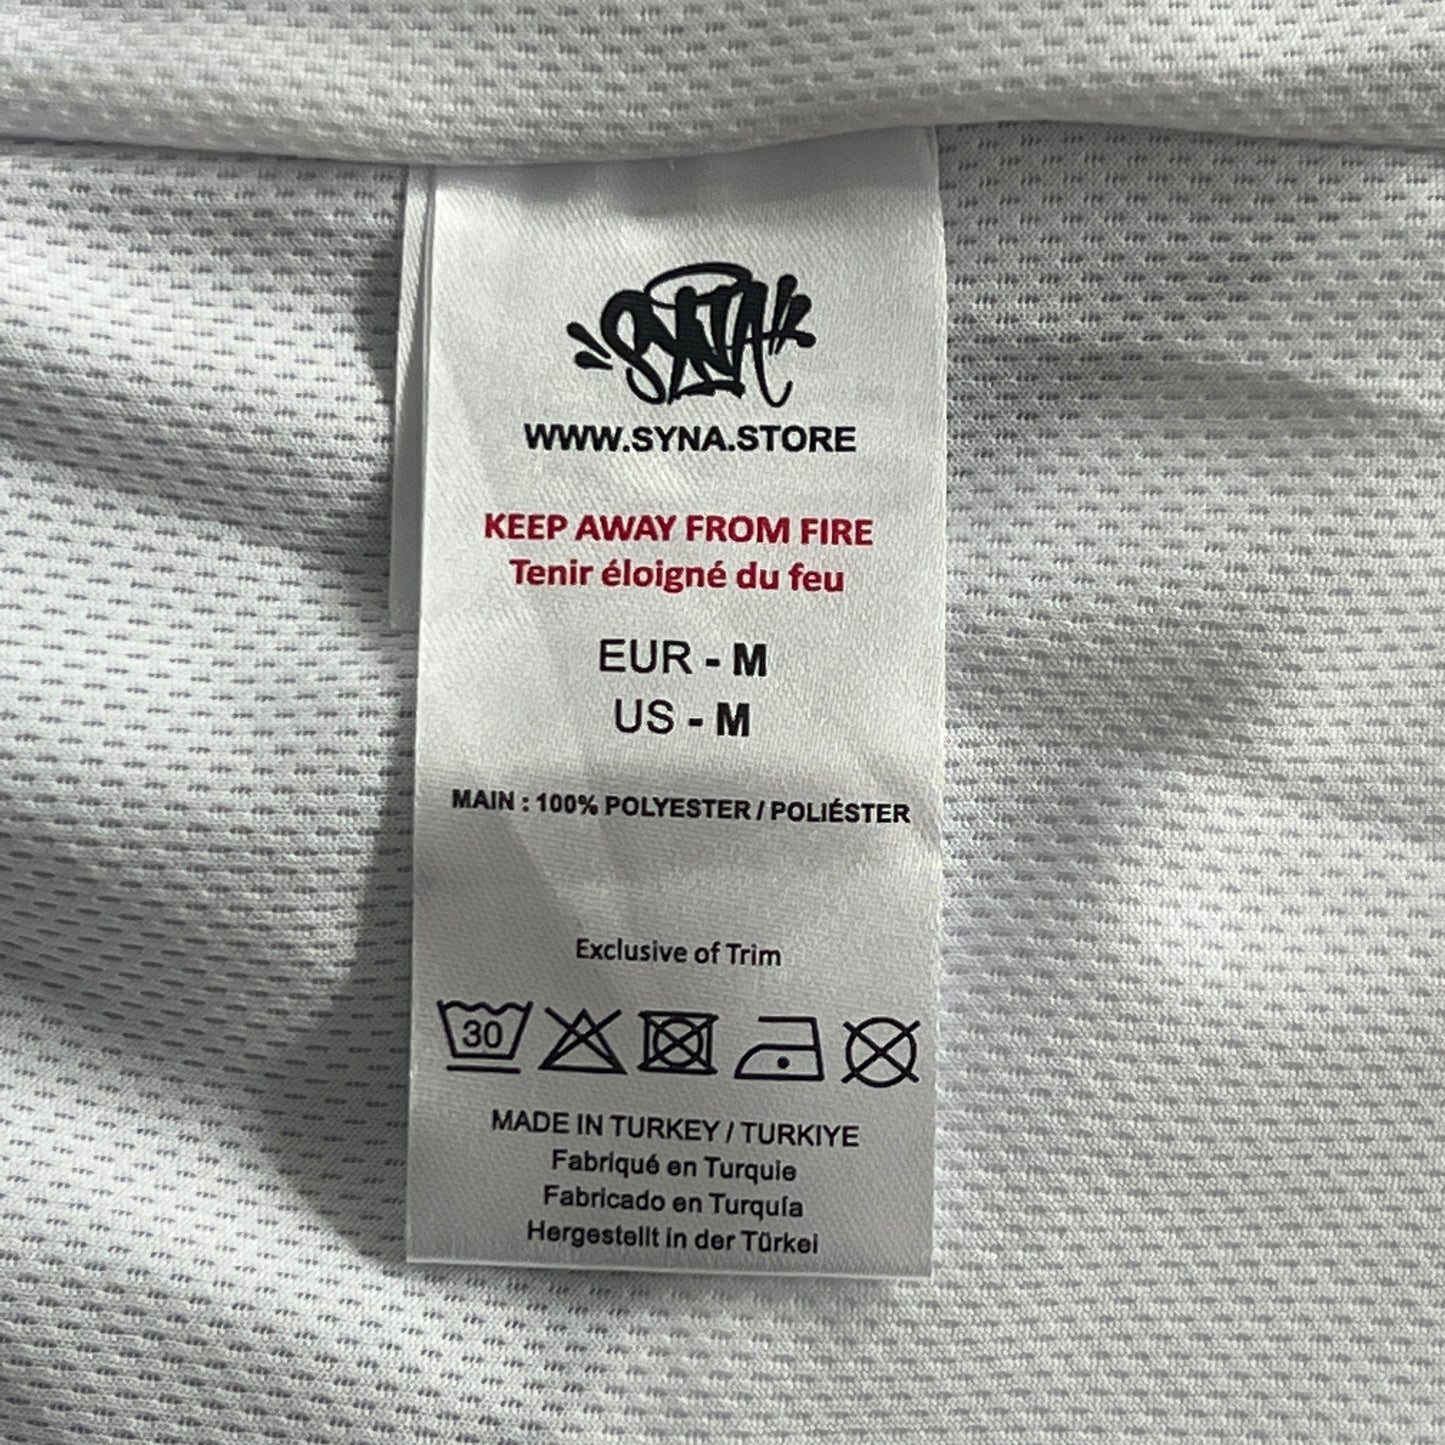 SYNA
WWW.SYNA.STORE
KEEP AWAY FROM FIRE
Tenir éloigné du feu
EUR - M
US - M
MAIN : 100% POLYESTER / POLIÉSTER
Exclusive of Trim
30
MADE IN TURKEY / TURKIYE
Fabriqué en Turquie
Fabricado en Turquía
Hergestellt in der Türkei